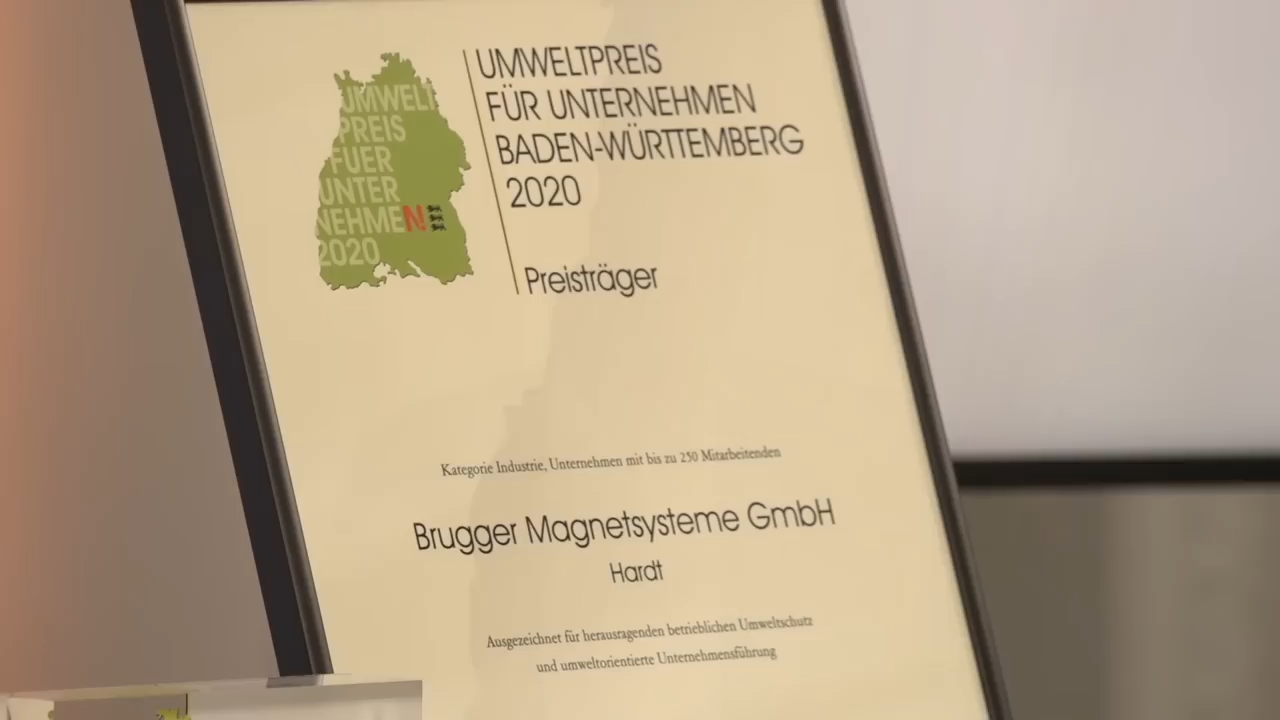 UMWELT
PREIS
FUER
UNTER
NEHMEN!
2020
UMWELTPREIS
FÜR UNTERNEHMEN
BADEN-WÜRTTEMBERG
2020
Preisträger
Kategorie Industrie, Unternehmen mit bis zu 250 Mitarbeitenden
Brugger Magnetsysteme GmbH
Hardt
Ausgezeichnet für herausragenden betrieblichen Umweltschutz
und umweltorientierte Unternehmensführung